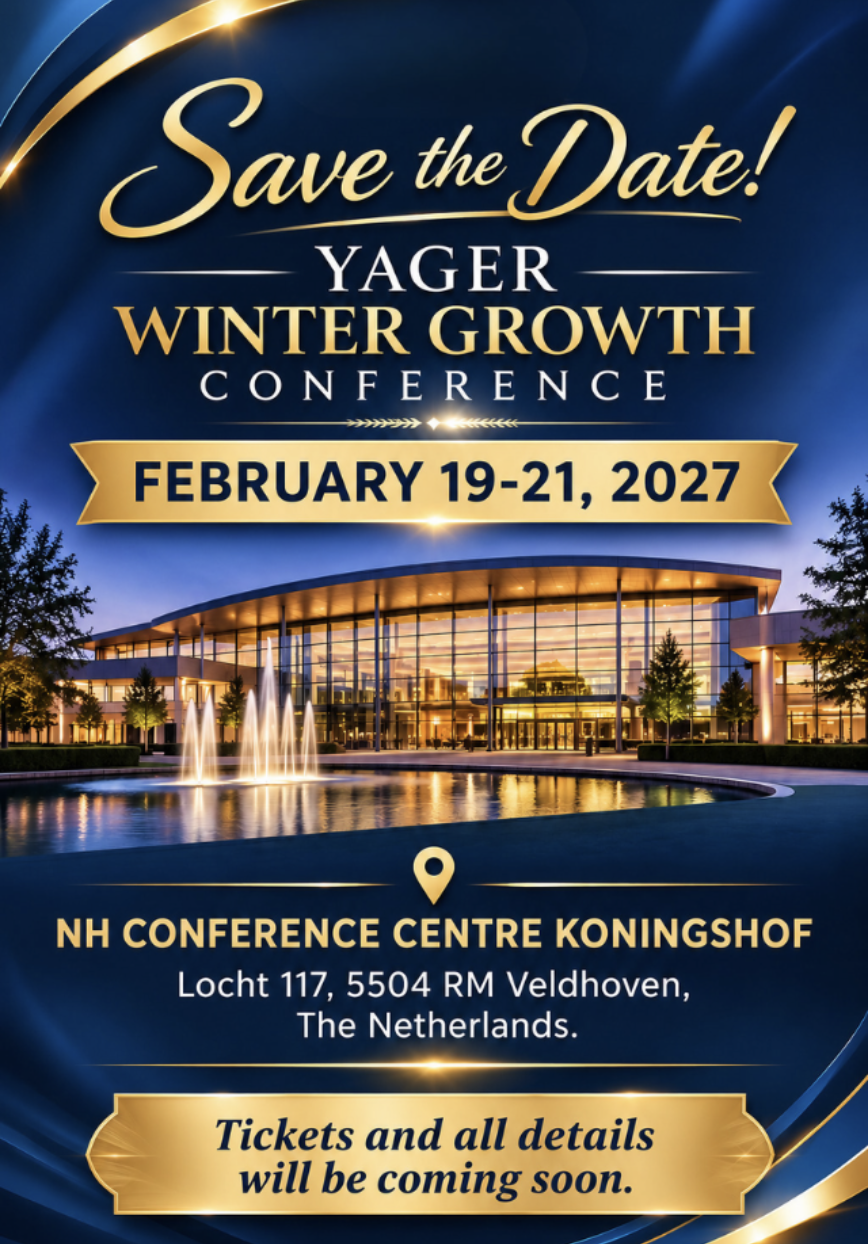 Save the Date!
YAGER
WINTER GROWTH
CONFERENCE
FEBRUARY 19-21, 2027
NH CONFERENCE CENTRE KONINGSHOF
Locht 117, 5504 RM Veldhoven,
The Netherlands.
Tickets and all details
will be coming soon.